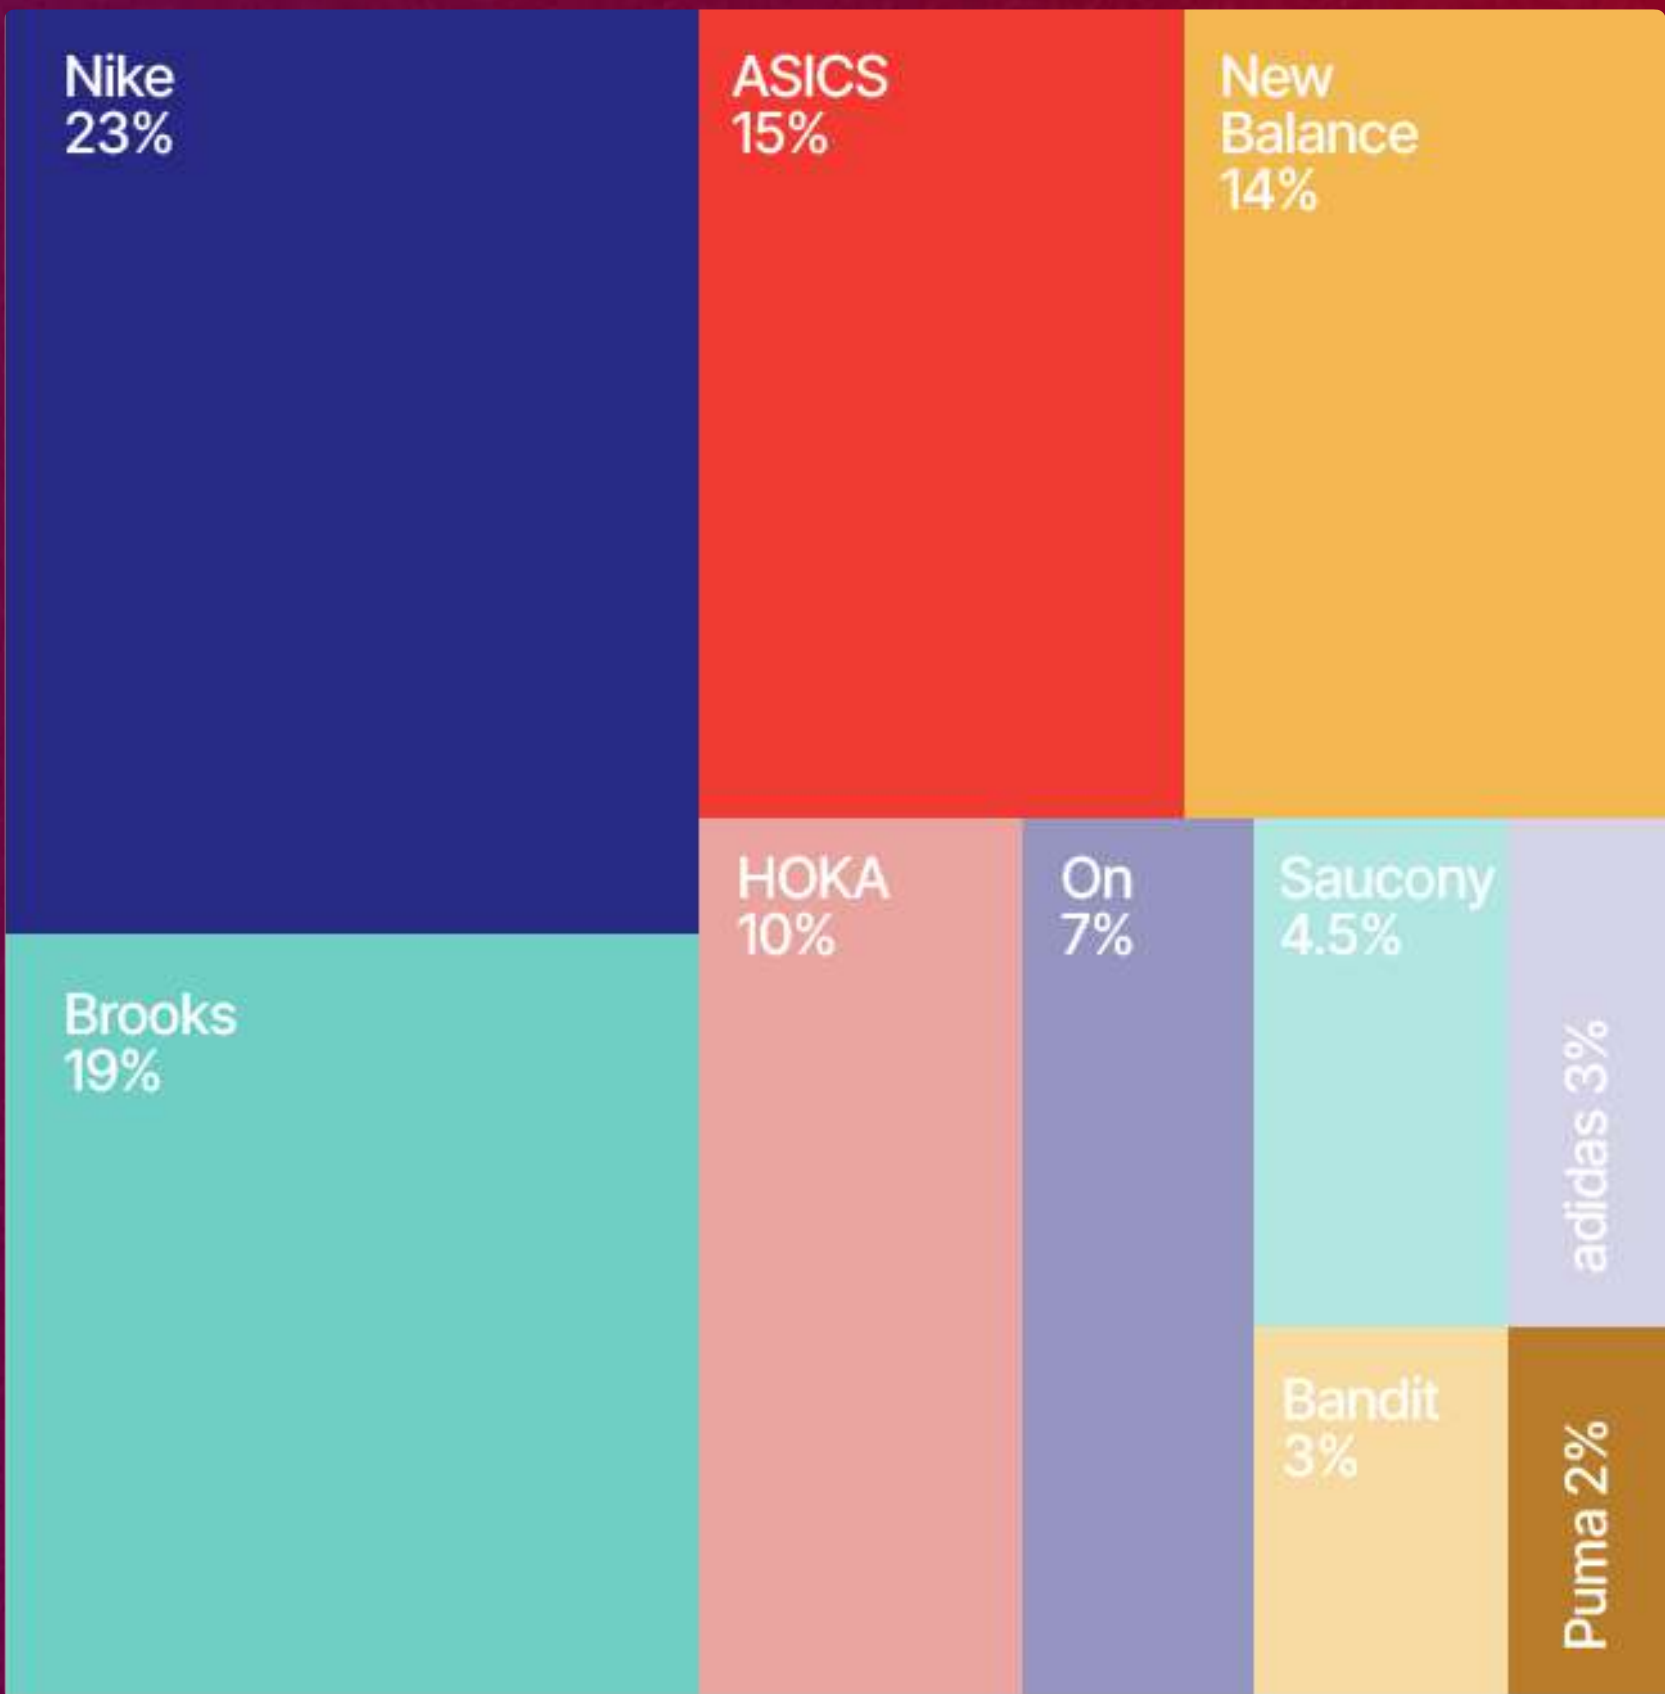 Nike
23%
ASICS
15%
New
Balance
14%
Brooks
19%
HOKA
10%
On
7%
Saucony
4.5%
adidas 3%
Bandit
3%
Puma 2%